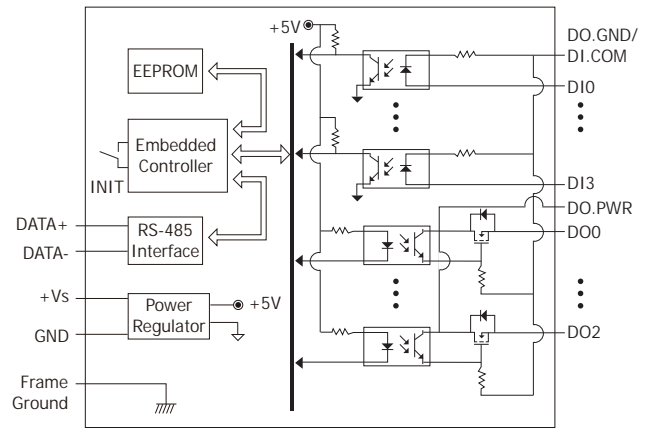 +5V
DO.GND/
DI.COM
EEPROM
DI0
Embedded
Controller
INIT
DI3
DO.PWR
DATA+
DATA-
RS-485
Interface
DO0
+Vs
GND
Power
Regulator
+5V
DO2
Frame
Ground